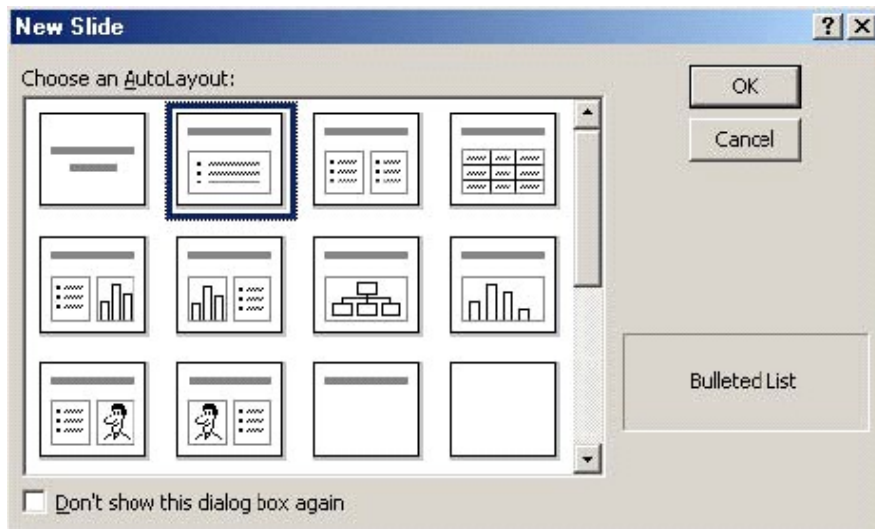 New Slide
Choose an AutoLayout:
OK
Cancel
Bulleted List
Don't show this dialog box again